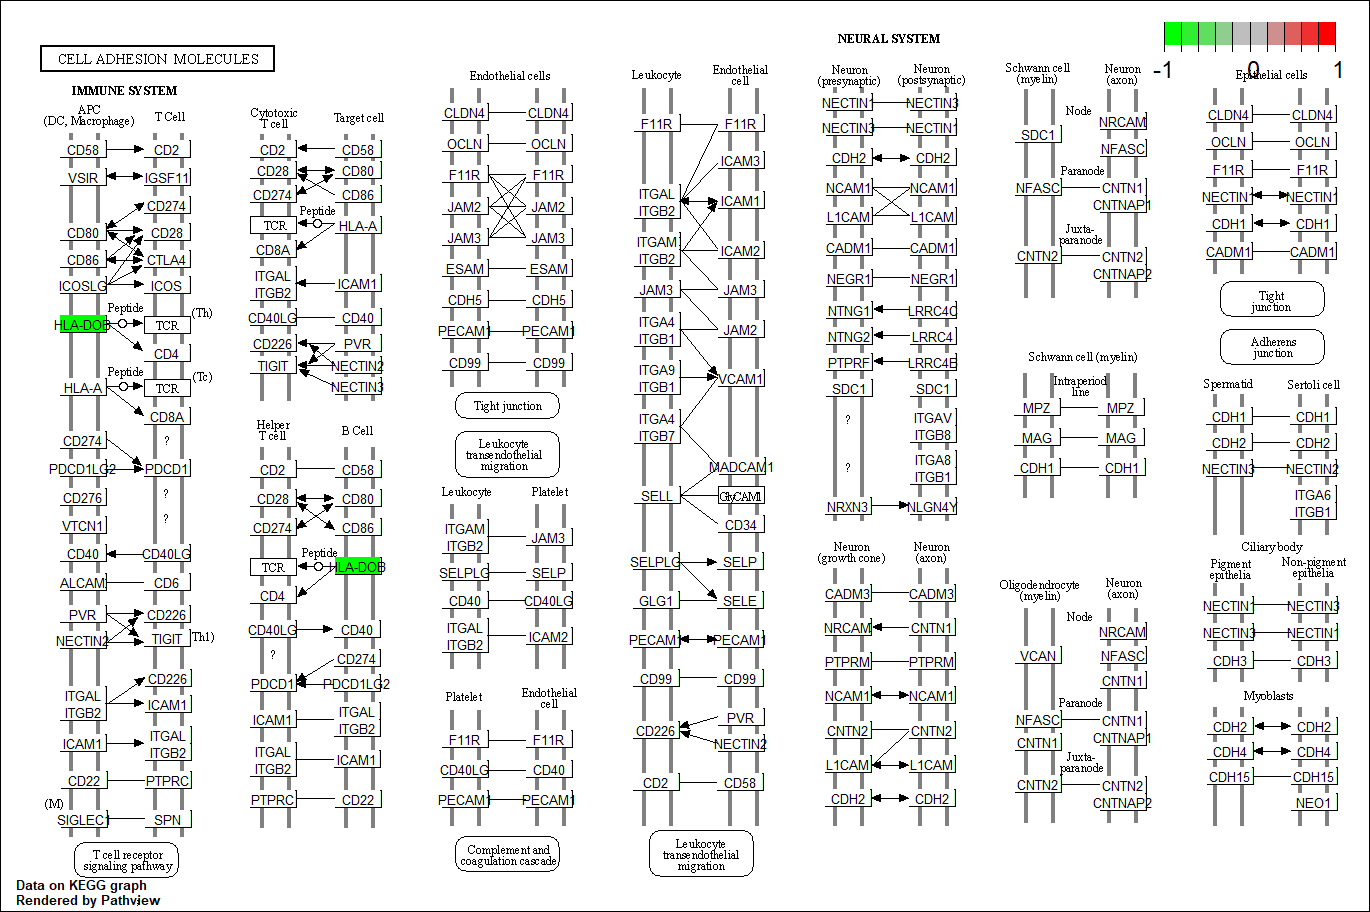 CELL ADHESION MOLECULES
IMMUNE SYSTEM
APC
(DC, Macrophage)
T Cell
CD58
CD2
VSIR
IGSF11
CD274
CD80
CD28
CD86
CTLA4
ICOSLG
ICOS
Peptide
(Th)
HLA-DOB
TCR
CD4
Peptide
(Tc)
HLA-A
TCR
CD8A
CD274
?
PDCD1LG2
PDCD1
CD276
?
VTCN1
?
CD40
CD40LG
ALCAM
CD6
PVR
CD226
NECTIN2
TIGIT
Th1)
CD226
ITGAL
ITGB2
ICAM1
ICAM1
ITGAL
ITGB2
CD22
PTPRC
(M)
SIGLEC1
SPN
T cell receptor
signaling pathway
Data on KEGG graph
Rendered by Pathview
Cytotoxic
T cell
Target cell
CD2
CD58
CD28
CD80
CD274
CD86
Peptide
TCR
HLA-A
CD8A
ITGAL
ITGB2
ICAM1
CD40LG
CD40
CD226
PVR
TIGIT
NECTIN2
NECTIN3
Helper
T cell
B Cell
CD2
CD58
CD28
CD80
CD274
CD86
Peptide
TCR
HLA-DOB
CD4
CD40LG
CD40
?
CD274
PDCD1
PDCD1LG2
ICAM1
ITGAL
ITGB2
ITGAL
ITGB2
ICAM1
PTPRC
CD22
Endothelial cells
CLDN4
CLDN4
OCLN
OCLN
F11R
F11R
JAM2
JAM2
JAM3
JAM3
ESAM
ESAM
CDH5
CDH5
PECAM1
PECAM1
CD99
CD99
Tight junction
Leukocyte
transendothelial
migration
Leukocyte
Platelet
ITGAM
ITGB2
JAM3
SELPLG
SELP
CD40
CD40LG
ITGAL
ITGB2
ICAM2
Platelet
Endothelial
cell
F11R
F11R
CD40LG
CD40
PECAM1
PECAM1
Complement and
coagulation cascade
Leukocyte
Endothelial
cell
F11R
F11R
ICAM3
ITGAL
ITGB2
ICAM1
ITGAM
ITGB2
ICAM2
JAM3
JAM3
ITGA4
ITGB1
JAM2
ITGA9
ITGB1
VCAM1
ITGA4
ITGB7
MADCAM1
SELL
GlyCAM1
CD34
SELPLG
SELP
GLG1
SELE
PECAM1
PECAM1
CD99
CD99
CD226
PVR
NECTIN2
CD2
CD58
Leukocyte
transendothelial
migration
NEURAL SYSTEM
Neuron
(presynaptic)
Neuron
(postsynaptic)
NECTIN1
NECTIN3
NECTIN3
NECTIN1
CDH2
CDH2
NCAM1
NCAM1
L1CAM
L1CAM
CADM1
CADM1
NEGR1
NEGR1
NTNG1
LRRC4C
NTNG2
LRRC4
PTPRF
LRRC4B
SDC1
SDC1
?
ITGAV
ITGB8
?
ITGA8
ITGB1
NRXN3
NLGN4Y
Neuron
(growth cone)
Neuron
(axon)
CADM3
CADM3
NRCAM
CNTN1
PTPRM
PTPRM
NCAM1
NCAM1
CNTN2
CNTN2
L1CAM
L1CAM
CDH2
CDH2
Schwann cell
(myelin)
Neuron
(axon)
Node
NRCAM
SDC1
NFASC
Paranode
NFASC
CNTN1
CNTNAP1
Juxta-
paranode
CNTN2
CNTN2
CNTNAP2
Schwann cell (myelin)
Intraperiod
line
MPZ
MPZ
MAG
MAG
CDH1
CDH1
Oligodendrocyte
(myelin)
Neuron
(axon)
Node
NRCAM
VCAN
NFASC
CNTN1
Paranode
NFASC
CNTN1
CNTN1
CNTNAP1
Juxta-
paranode
CNTN2
CNTN2
CNTNAP2
-1
0
1
Epithelial cells
CLDN4
CLDN4
OCLN
OCLN
F11R
F11R
NECTIN1
NECTIN1
CDH1
CDH1
CADM1
CADM1
Tight
junction
Adherens
junction
Spermatid
Sertoli cell
CDH1
CDH1
CDH2
CDH2
NECTIN3
NECTIN2
ITGA6
ITGB1
Ciliary body
Pigment
epithelia
Non-pigment
epithelia
NECTIN1
NECTIN3
NECTIN3
NECTIN1
CDH3
CDH3
Myoblasts
CDH2
CDH2
CDH4
CDH4
CDH15
CDH15
NEO1